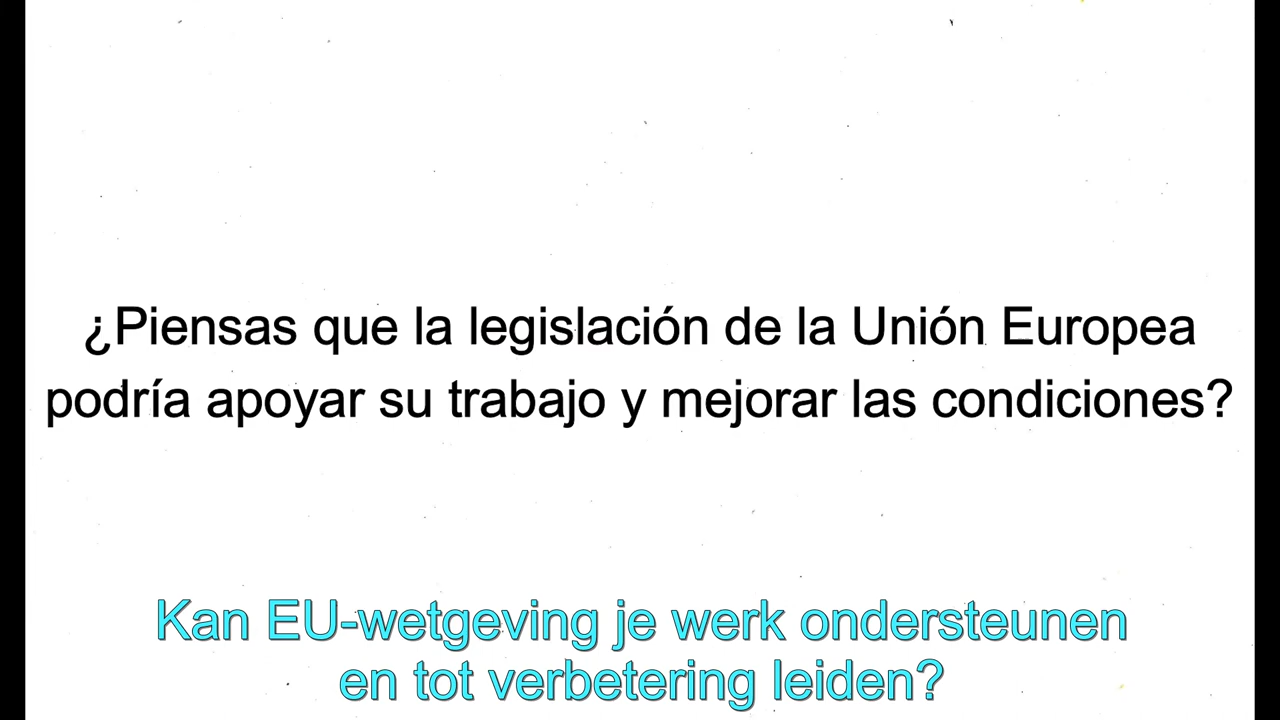 ¿Piensas que la legislación de la Unión Europea
podría apoyar su trabajo y mejorar las condiciones?
Kan EU-wetgeving je werk ondersteunen
en tot verbetering leiden?